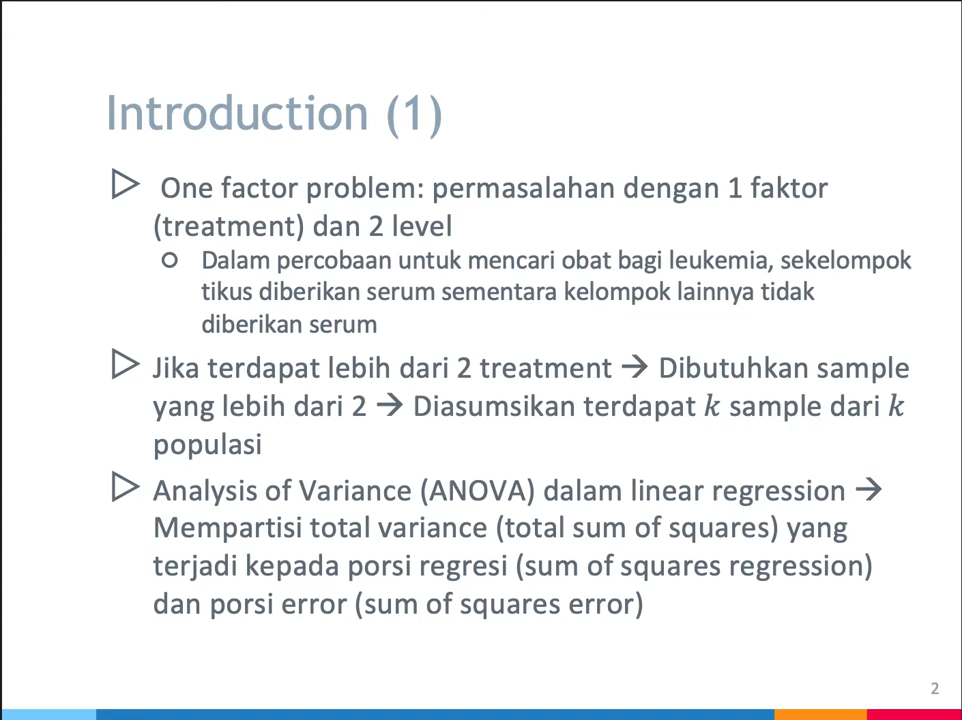 Introduction (1)
▷ One factor problem: permasalahan dengan 1 faktor
(treatment) dan 2 level
○ Dalam percobaan untuk mencari obat bagi leukemia, sekelompok
tikus diberikan serum sementara kelompok lainnya tidak
diberikan serum
▷ Jika terdapat lebih dari 2 treatment → Dibutuhkan sample
yang lebih dari 2 → Diasumsikan terdapat k sample dari k
populasi
▷ Analysis of Variance (ANOVA) dalam linear regression →
Mempartisi total variance (total sum of squares) yang
terjadi kepada porsi regresi (sum of squares regression)
dan porsi error (sum of squares error)
2